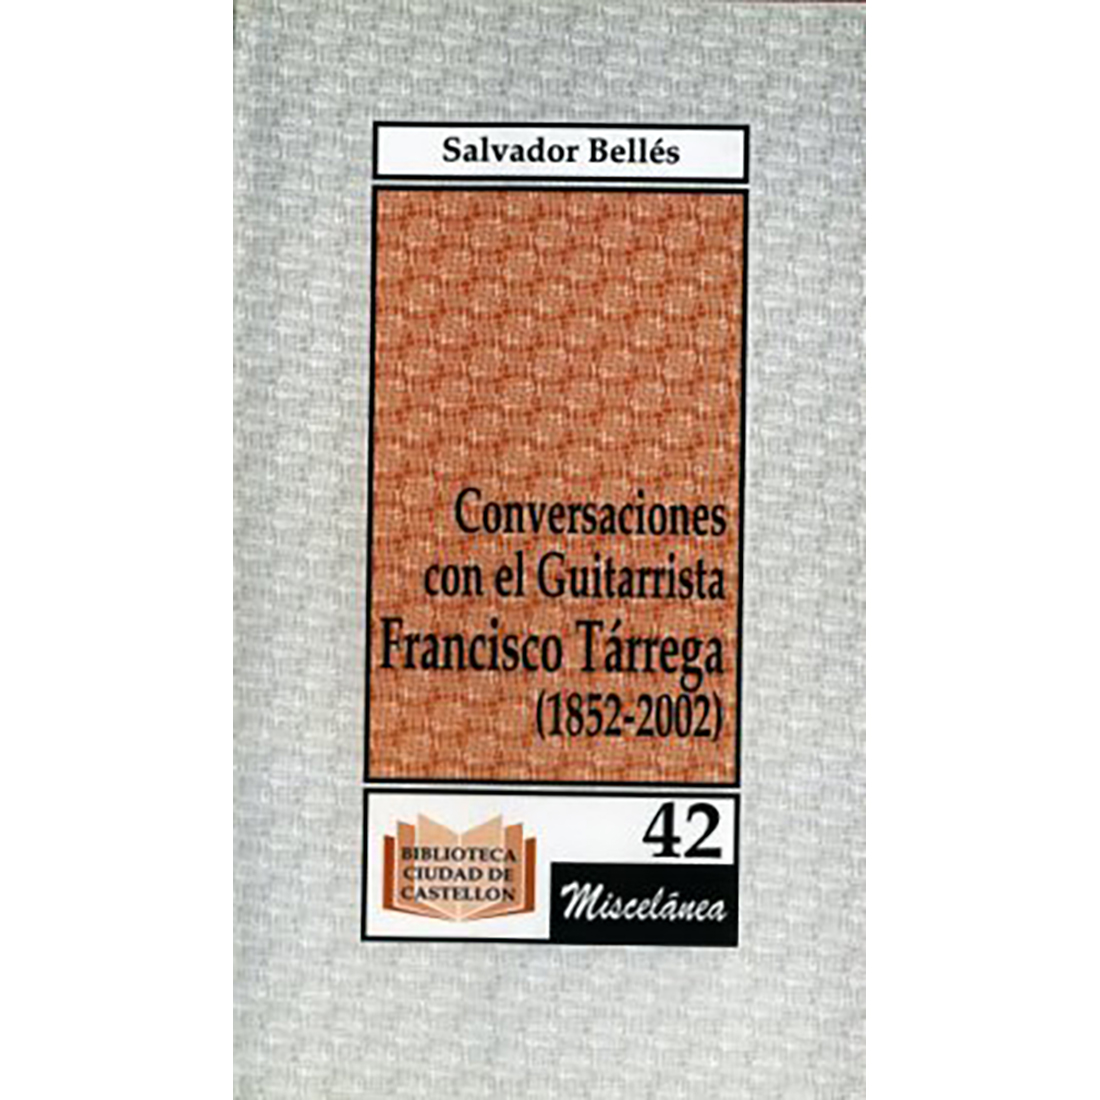 Salvador Bellés
Conversaciones
con el Guitarrista
Francisco Tárrega
(1852-2002)
42
BIBLIOTECA
CIUDAD DE
CASTELLON
Miscelánea